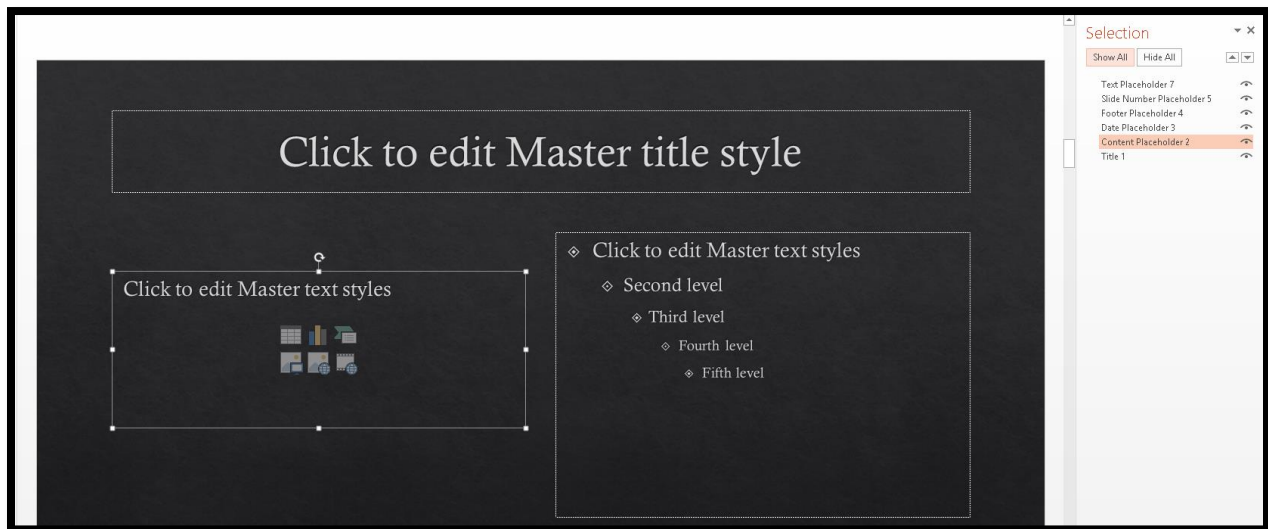 Click to edit Master title style
Click to edit Master text styles
Click to edit Master text styles
Second level
Third level
Fourth level
Fifth level
Selection
Show All Hide All
Text Placeholder 7
Slide Number Placeholder 5
Footer Placeholder 4
Date Placeholder 3
Content Placeholder 2
Title 1